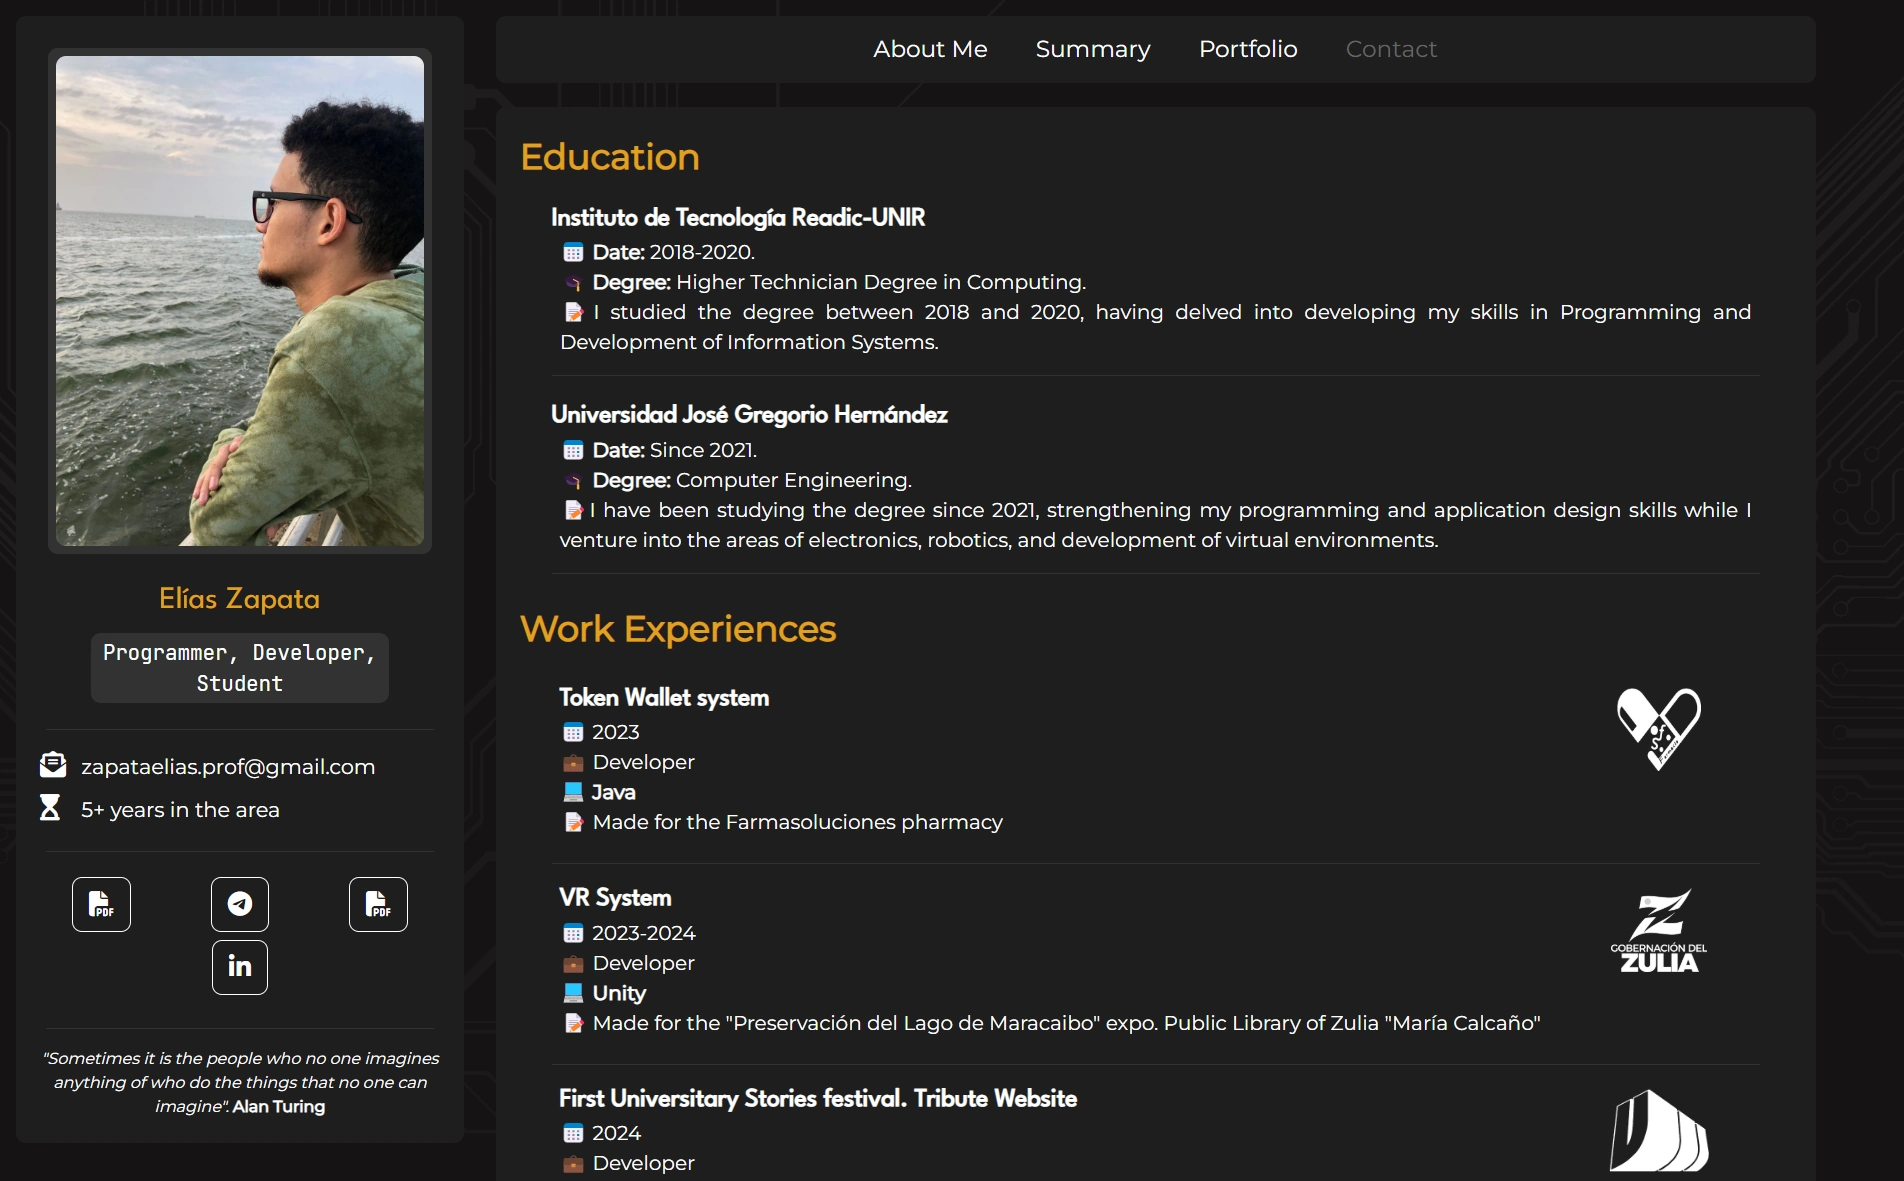 About Me Summary Portfolio Contact
Elías Zapata
Programmer, Developer,
Student
zapataelias.prof@gmail.com
5+ years in the area
PDF
PDF
in
"Sometimes it is the people who no one imagines
anything of who do the things that no one can
imagine". Alan Turing
Education
Instituto de Tecnología Readic-UNIR
Date: 2018-2020.
Degree: Higher Technician Degree in Computing.
I studied the degree between 2018 and 2020, having delved into developing my skills in Programming and
Development of Information Systems.
Universidad José Gregorio Hernández
Date: Since 2021.
Degree: Computer Engineering.
I have been studying the degree since 2021, strengthening my programming and application design skills while I
venture into the areas of electronics, robotics, and development of virtual environments.
Work Experiences
Token Wallet system
2023
Developer
Java
Made for the Farmasoluciones pharmacy
VR System
2023-2024
Developer
Unity
Made for the "Preservación del Lago de Maracaibo" expo. Public Library of Zulia "María Calcaño"
GOBERNACIÓN DEL
ZULIA
First Universitary Stories festival. Tribute Website
2024
Developer